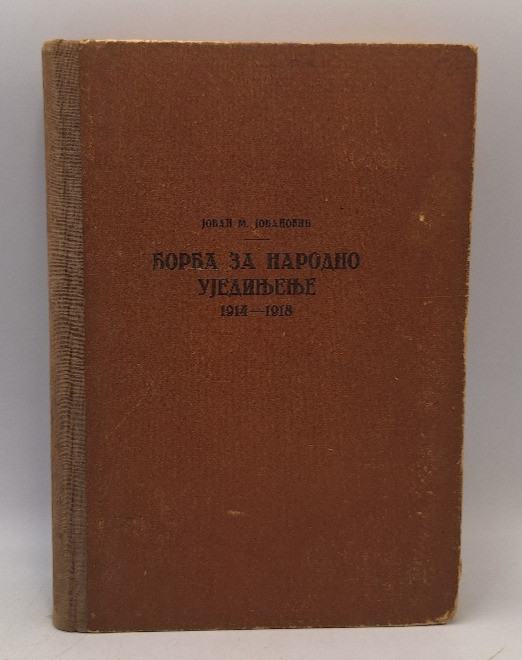 ЈОВАН М. ЈОВАНОВИЋ
БОРБА ЗА НАРОДНО
УЈЕДИЊЕЊЕ
1914—1918